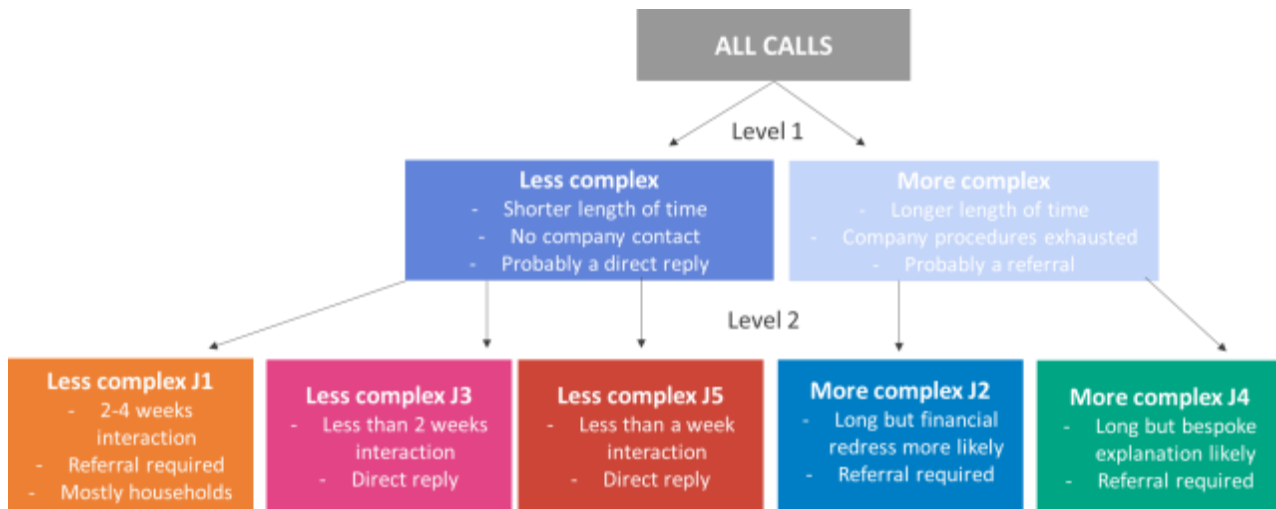 ALL CALLS
Level 1
Less complex
- Shorter length of time
- No company contact
- Probably a direct reply
More complex
- Longer length of time
- Company procedures exhausted
- Probably a referral
Level 2
Less complex J1
- 2-4 weeks
interaction
- Referral required
- Mostly households
Less complex J3
- Less than 2 weeks
interaction
- Direct reply
Less complex J5
- Less than a week
interaction
- Direct reply
More complex J2
- Long but financial
redress more likely
- Referral required
More complex J4
- Long but bespoke
explanation likely
- Referral required